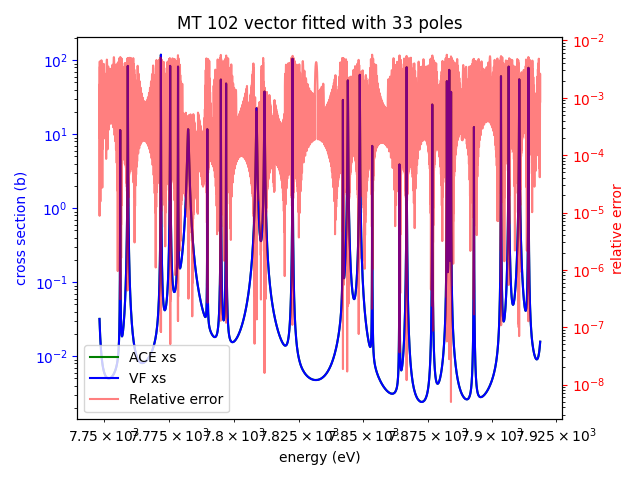 MT 102 vector fitted with 33 poles
10² 10¹ 10⁰ 10⁻¹ 10⁻²
cross section (b)
10⁻² 10⁻³ 10⁻⁴ 10⁻⁵ 10⁻⁶ 10⁻⁷ 10⁻⁸
relative error
ACE xs
VF xs
Relative error
7.75 × 10³ 7.775 × 10³ 7.8 × 10³ 7.825 × 10³ 7.85 × 10³ 7.875 × 10³ 7.9 × 10³ 7.925 × 10³
energy (eV)